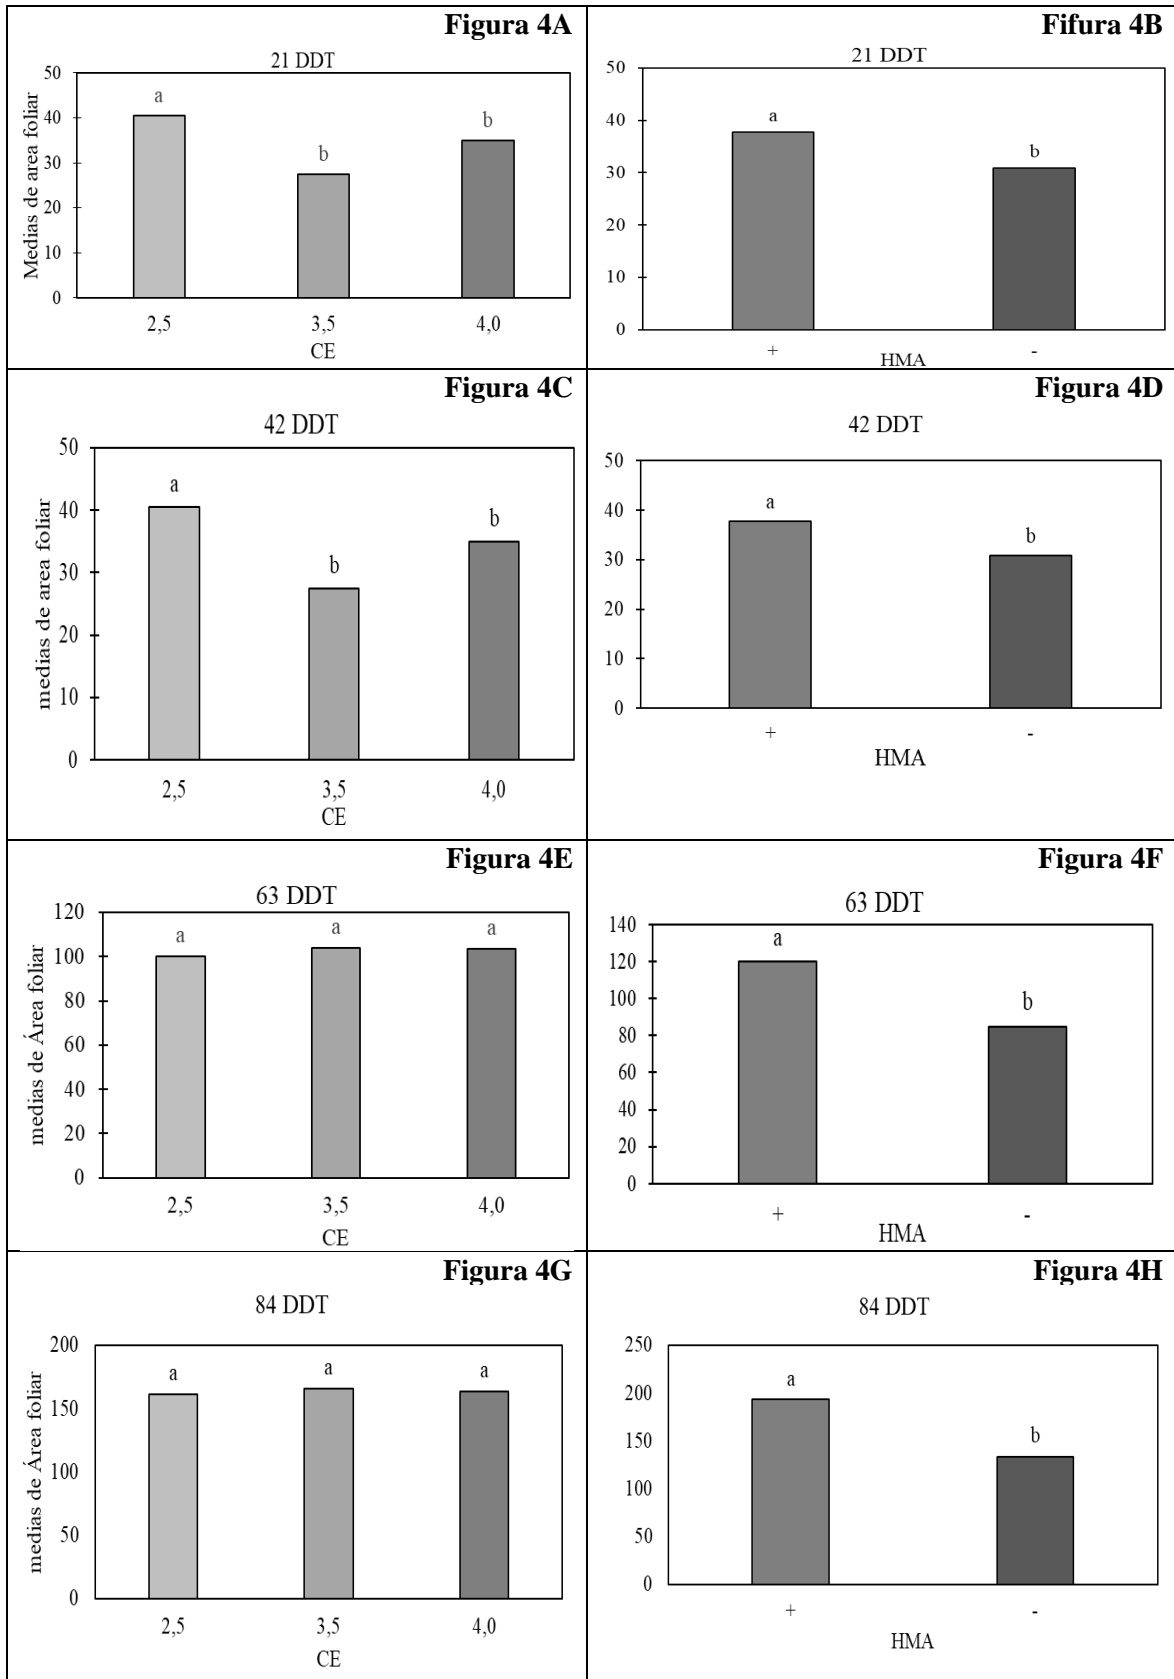 Figura 4A
21 DDT
Medias de area foliar
50
40
30
20
10
0
a
b
b
2,5
3,5
4,0
CE
Fifura 4B
21 DDT
50
40
30
20
10
0
a
b
+
-
HMA
Figura 4C
42 DDT
medias de area foliar
50
40
30
20
10
0
a
b
b
2,5
3,5
4,0
CE
Figura 4D
42 DDT
50
40
30
20
10
0
a
b
+
-
HMA
Figura 4E
63 DDT
medias de Área foliar
120
100
80
60
40
20
0
a
a
a
2,5
3,5
4,0
CE
Figura 4F
63 DDT
140
120
100
80
60
40
20
0
a
b
+
-
HMA
Figura 4G
84 DDT
medias de Área foliar
200
150
100
50
0
a
a
a
2,5
3,5
4,0
CE
Figura 4H
84 DDT
250
200
150
100
50
0
a
b
+
-
HMA